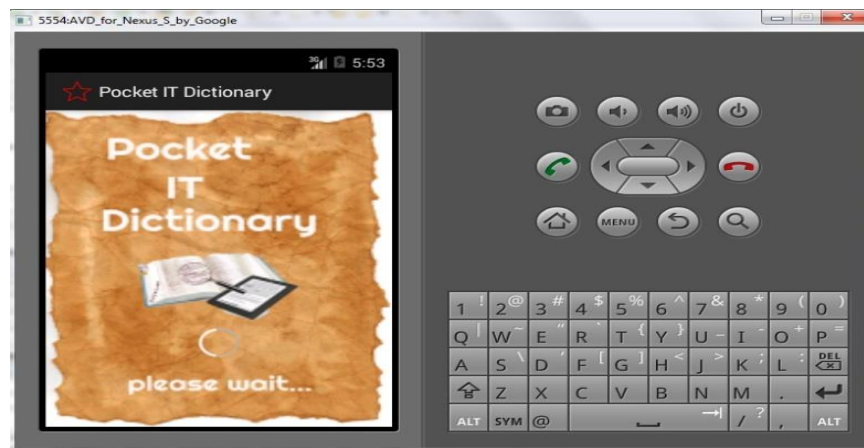 5554:AVD_for_Nexus_S_by_Google
3G 5:53
Pocket IT Dictionary
Pocket
IT
Dictionary
please wait...
MENU
1 ! 2 @ 3 # 4 $ 5 % 6 ^ 7 & 8 * 9 ( 0 )
Q | W ~ E " R ` T { Y } U _ I - O + P =
A S \ D ' F [ G ] H < J > K ; L : DEL
Z X C V B N M .
ALT SYM @ / ? , ALT